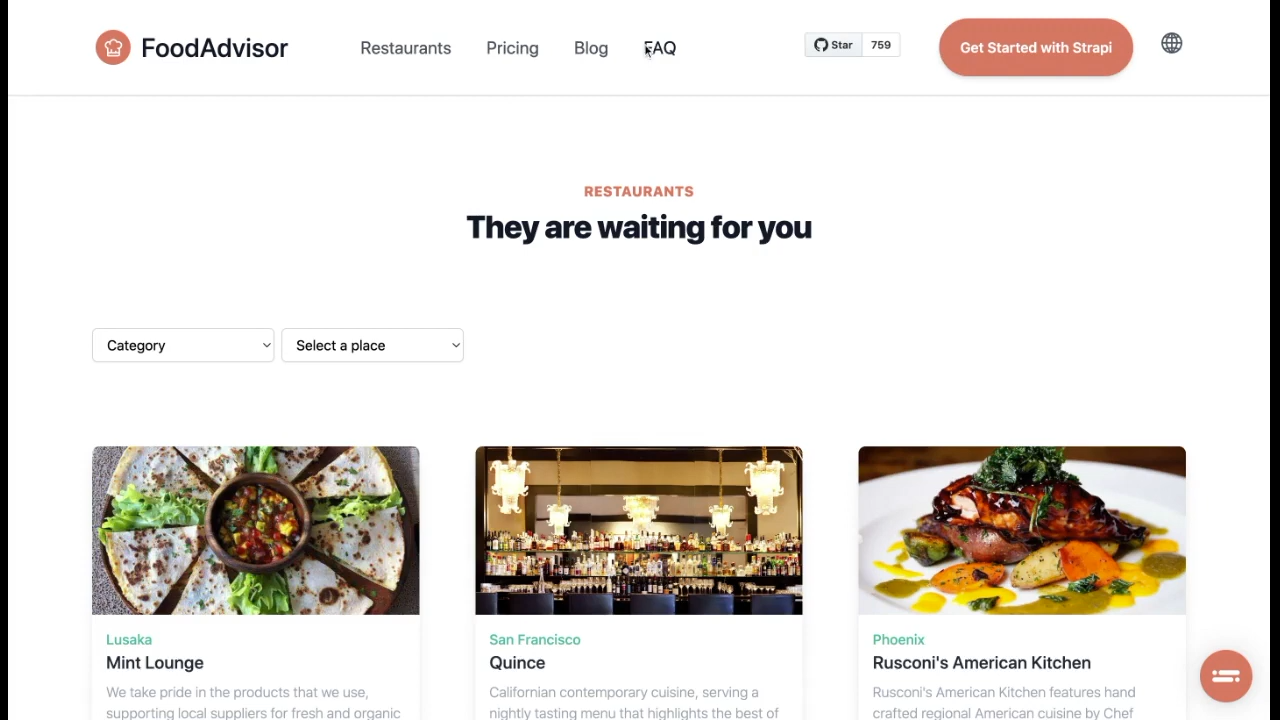 FoodAdvisor Restaurants Pricing Blog FAQ Star 759 Get Started with Strapi
RESTAURANTS
They are waiting for you
Category Select a place
Lusaka
Mint Lounge
We take pride in the products that we use,
supporting local suppliers for fresh and organic
San Francisco
Quince
Californian contemporary cuisine, serving a
nightly tasting menu that highlights the best of
Phoenix
Rusconi's American Kitchen
Rusconi's American Kitchen features hand
crafted regional American cuisine by Chef